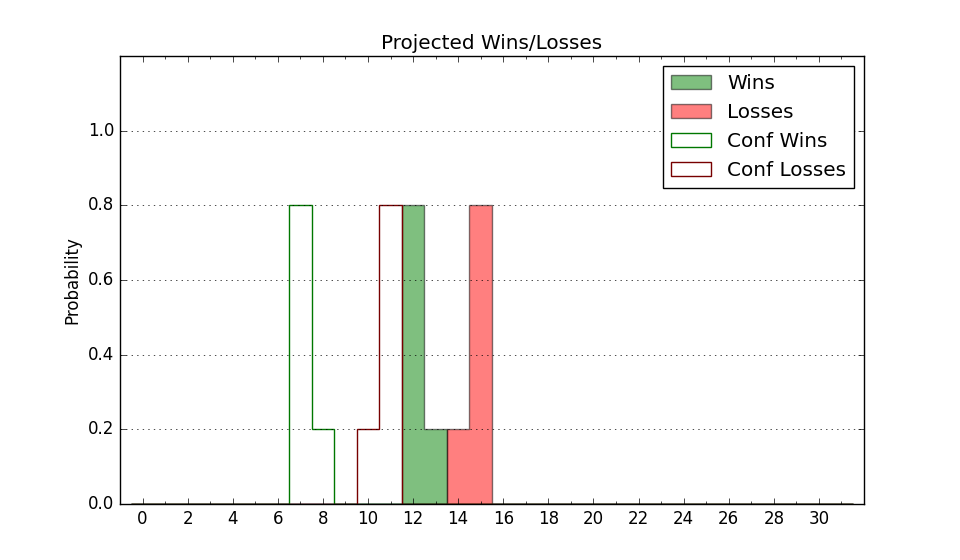 Projected Wins/Losses
Wins
Losses
Conf Wins
Conf Losses
Probability
1.0
0.8
0.6
0.4
0.2
0.0
0 2 4 6 8 10 12 14 16 18 20 22 24 26 28 30